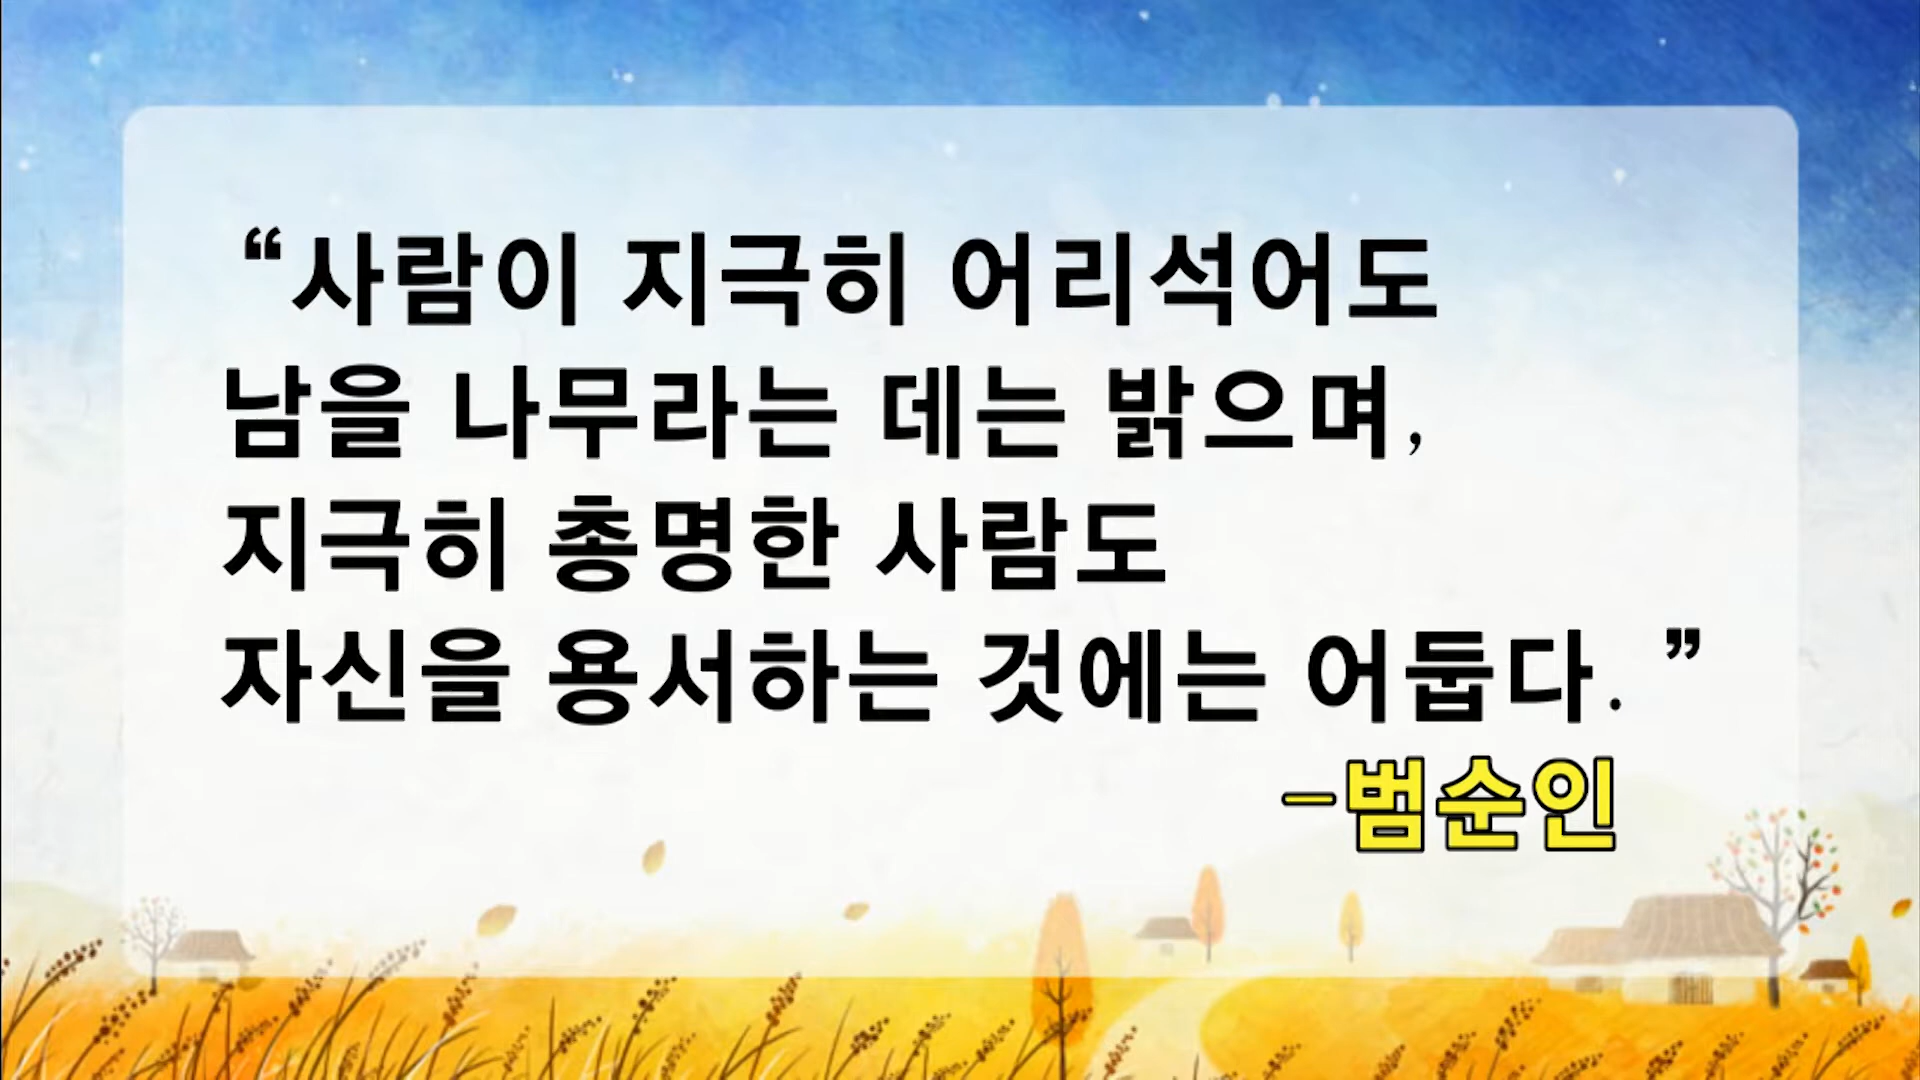 “사람이 지극히 어리석어도
남을 나무라는 데는 밝으며,
지극히 총명한 사람도
자신을 용서하는 것에는 어둡다. ”
-범순인